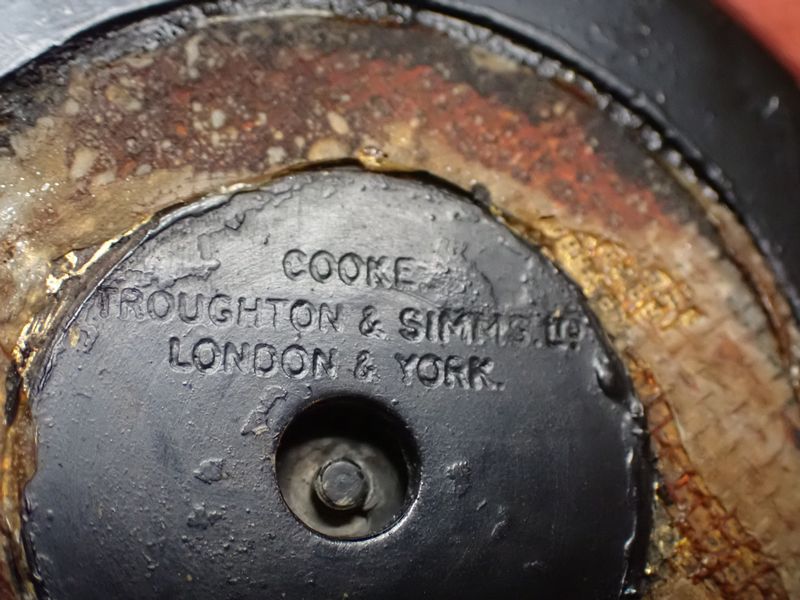 COOKE
TROUGHTON & SIMMS. LTD
LONDON & YORK.